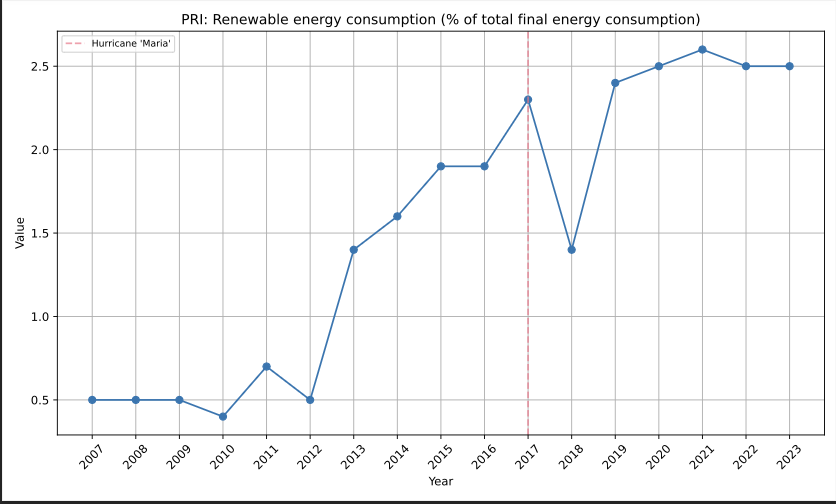 PRI: Renewable energy consumption (% of total final energy consumption)
Hurricane 'Maria'
2.5
2.0
1.5
1.0
0.5
Value
2007 2008 2009 2010 2011 2012 2013 2014 2015 2016 2017 2018 2019 2020 2021 2022 2023
Year